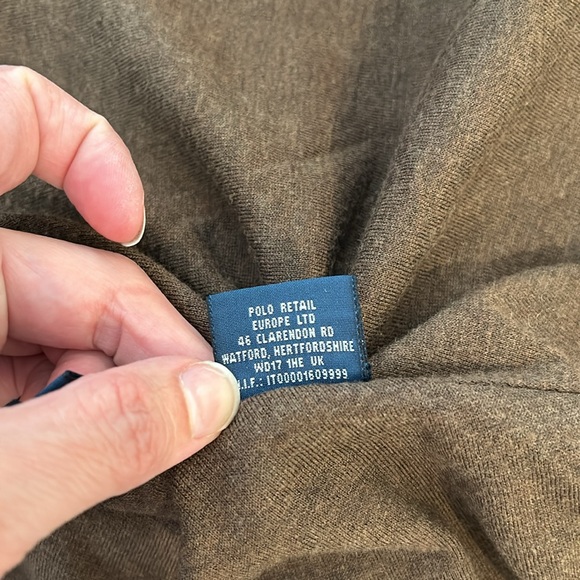 POLO RETAIL
EUROPE LTD
46 CLARENDON RD
WATFORD, HERTFORDSHIRE
WD17 1HE UK
.I.F.: IT00001609999